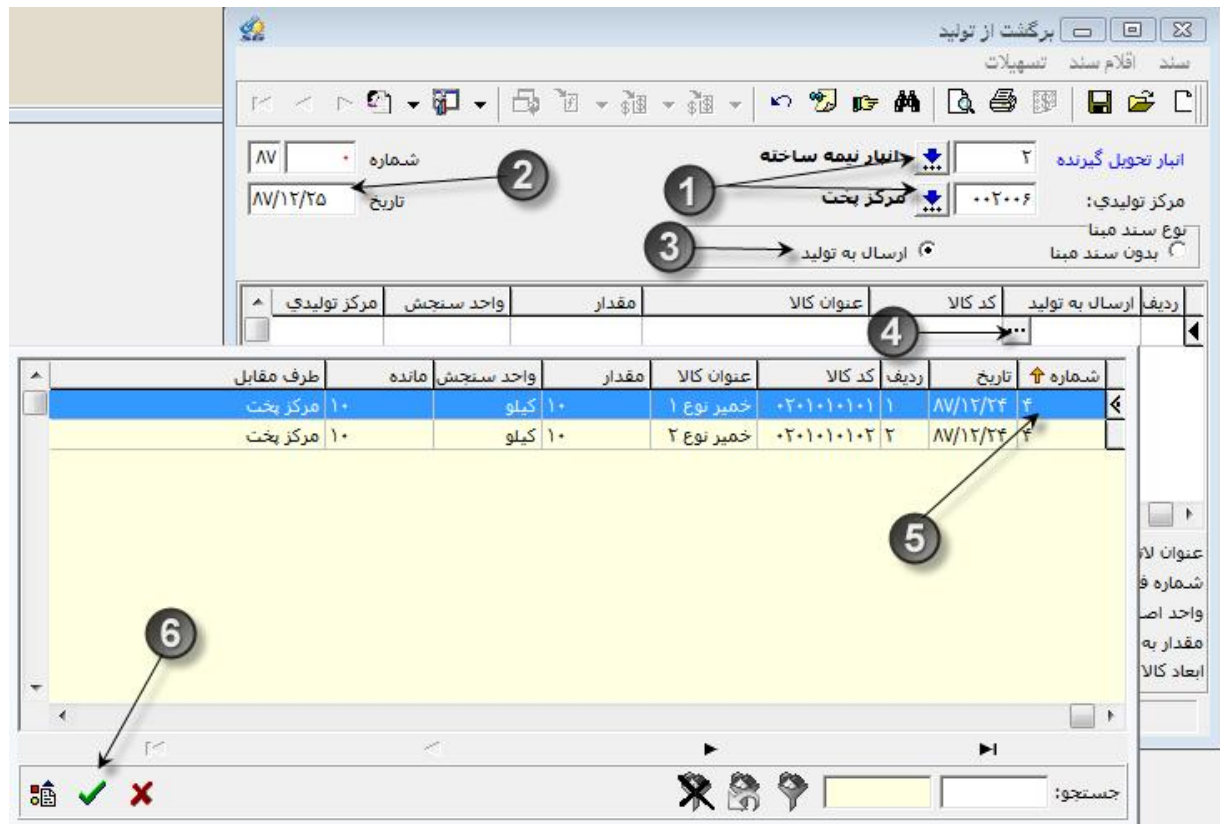 برگشت از تولید
سند اقلام سند تسهیلات
انبار تحویل گیرنده ۲ انبار نیمه ساخته شماره ۰ ۸۷
مرکز تولیدي: ۰۰۲۰۰۶ مرکز پخت تاریخ ۸۷/۱۲/۲۵
نوع سند مبنا
بدون سند مبنا ارسال به تولید
1
2
3
ردیف ارسال به تولید کد کالا عنوان کالا مقدار واحد سنجش مرکز تولیدي
... 4
شماره تاریخ ردیف کد کالا عنوان کالا مقدار واحد سنجش مانده طرف مقابل
۴ ۸۷/۱۲/۲۴ ۱ ۰۲۰۱۰۱۰۱۰۱ خمیر نوع ۱ ۱۰ کیلو ۱۰ مرکز پخت
۴ ۸۷/۱۲/۲۴ ۲ ۰۲۰۱۰۱۰۱۰۲ خمیر نوع ۲ ۱۰ کیلو ۱۰ مرکز پخت
5
عنوان
شماره
واحد
مقدار به
ابعاد کالا
6
جستجو: